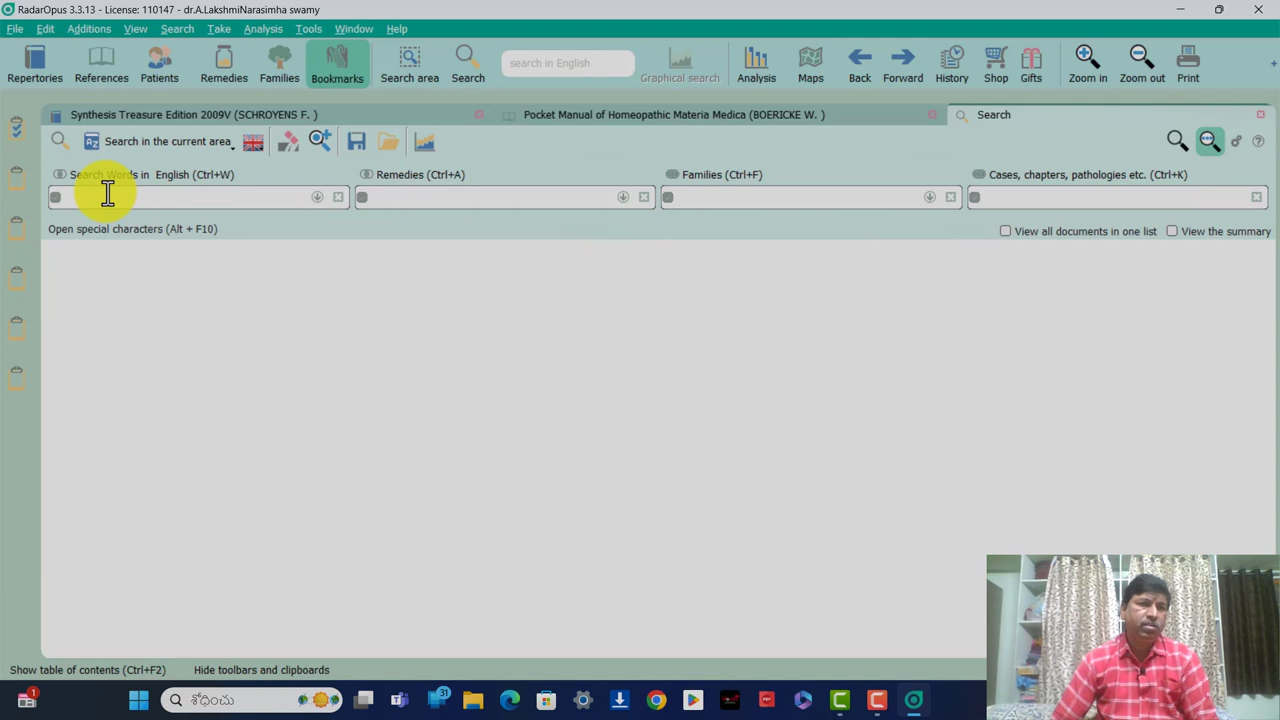 RadarOpus 3.3.13 - License: 110147 - dr.A.LakshmiNarasimha swamy
File Edit Additions View Search Take Analysis Tools Window Help
Repertories References Patients Remedies Families Bookmarks Search area Search search in English Graphical search Analysis Maps Back Forward History Shop Gifts Zoom in Zoom out Print
Synthesis Treasure Edition 2009V (SCHROYENS F. ) Pocket Manual of Homeopathic Materia Medica (BOERICKE W. ) Search
Search in the current area
Search Words in English (Ctrl+W) Remedies (Ctrl+A) Families (Ctrl+F) Cases, chapters, pathologies etc. (Ctrl+K)
Open special characters (Alt + F10) View all documents in one list View the summary
Show table of contents (Ctrl+F2) Hide toolbars and clipboards
1 శోధించు 31